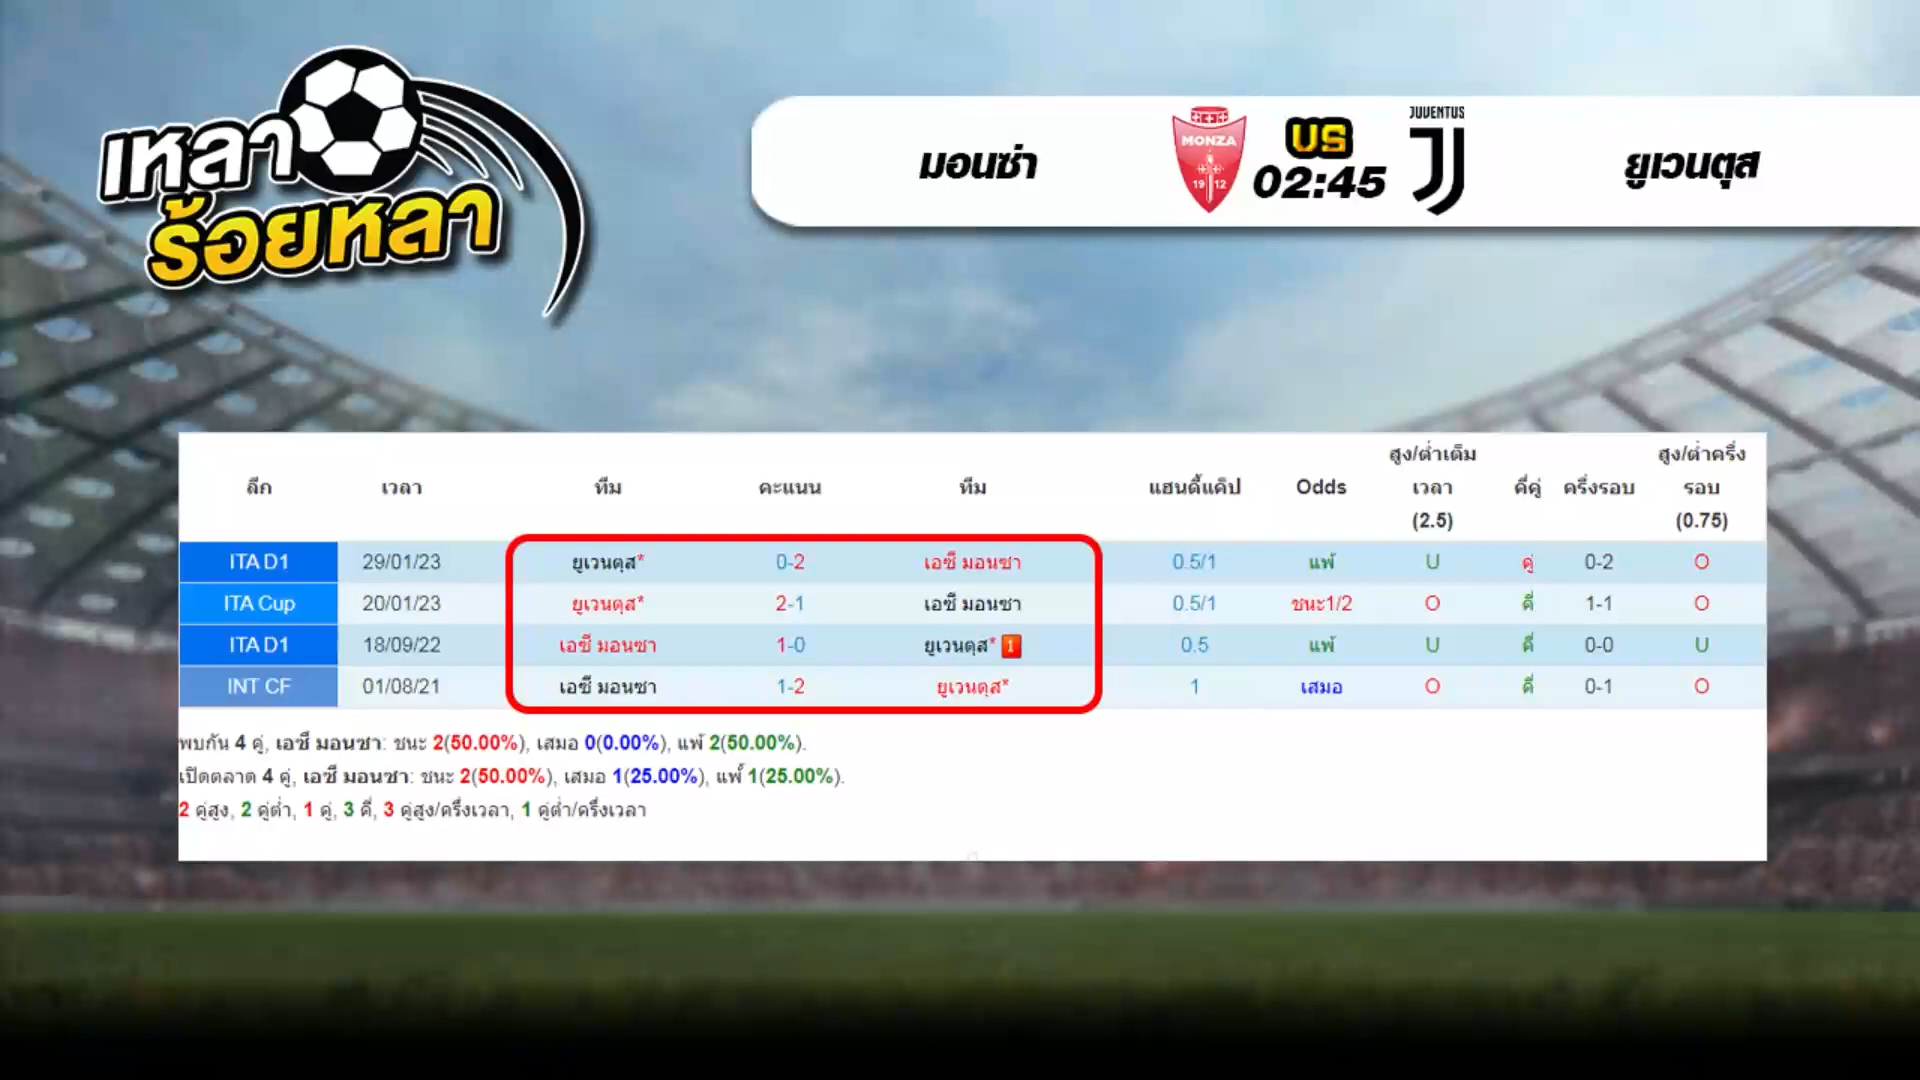 เหลา
ร้อยหลา
มอนซ่า
MONZA
19 12
US
02:45
JUVENTUS
ยูเวนตุส
ลีก เวลา ทีม คะแนน ทีม แฮนดี้แค็ป Odds สูง/ต่ำเต็มเวลา (2.5) คี่คู่ ครึ่งรอบ สูง/ต่ำครึ่งรอบ (0.75)
ITA D1 29/01/23 ยูเวนตุส* 0-2 เอซี มอนซา 0.5/1 แพ้ U คู่ 0-2 O
ITA Cup 20/01/23 ยูเวนตุส* 2-1 เอซี มอนซา 0.5/1 ชนะ1/2 O คี่ 1-1 O
ITA D1 18/09/22 เอซี มอนซา 1-0 ยูเวนตุส* 1 0.5 แพ้ U คี่ 0-0 U
INT CF 01/08/21 เอซี มอนซา 1-2 ยูเวนตุส* 1 เสมอ O คี่ 0-1 O
พบกัน 4 คู่, เอซี มอนซา: ชนะ 2(50.00%), เสมอ 0(0.00%), แพ้ 2(50.00%).
เปิดตลาด 4 คู่, เอซี มอนซา: ชนะ 2(50.00%), เสมอ 1(25.00%), แพ้ 1(25.00%).
2 คู่สูง, 2 คู่ต่ำ, 1 คู่, 3 คี่, 3 คู่สูง/ครึ่งเวลา, 1 คู่ต่ำ/ครึ่งเวลา